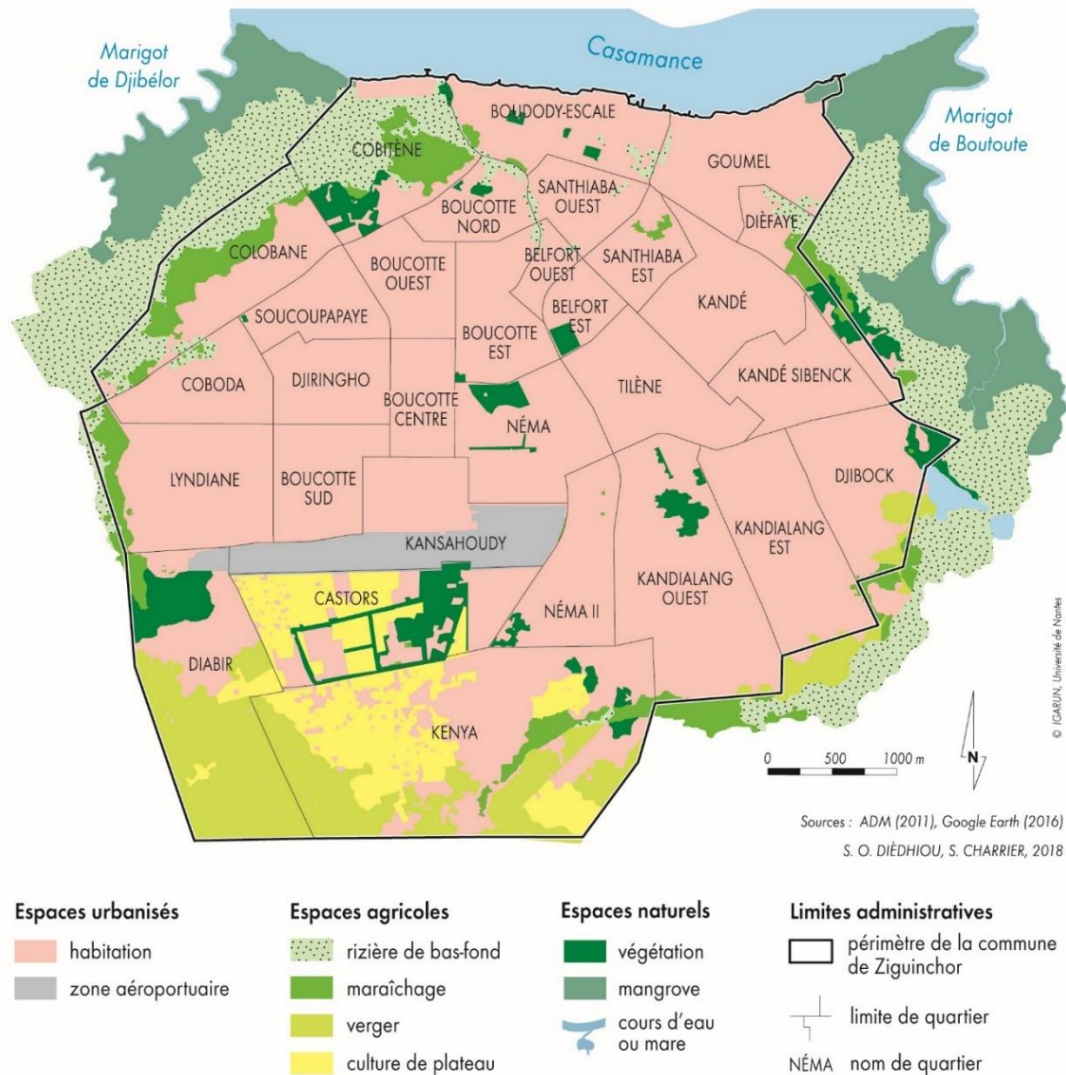 Marigot
de Djibélor
Casamance
Marigot
de Boutoute
BOUDODY-ESCALE
COBITÈNE
GOUMEL
SANTHIABA
OUEST
BOUCOTTE
NORD
DIÈFAYE
COLOBANE
BOUCOTTE
OUEST
BELFORT
OUEST
SANTHIABA
EST
KANDÉ
SOUCOUPAPAYE
BELFORT
EST
BOUCOTTE
EST
COBODA
DJIRINGHO
TILÈNE
KANDÉ SIBENCK
BOUCOTTE
CENTRE
NÉMA
LYNDIANE
BOUCOTTE
SUD
DJIBOCK
KANSAHOUDY
KANDIALANG
EST
CASTORS
KANDIALANG
OUEST
NÉMA II
DIABIR
KENYA
© IGARUN, Université de Nantes
0 500 1000 m
N
Sources : ADM (2011), Google Earth (2016)
S. O. DIÈDHIOU, S. CHARRIER, 2018
Espaces urbanisés
habitation
zone aéroportuaire
Espaces agricoles
rizière de bas-fond
maraîchage
verger
culture de plateau
Espaces naturels
végétation
mangrove
cours d'eau
ou mare
Limites administratives
périmètre de la commune
de Ziguinchor
limite de quartier
NÉMA nom de quartier